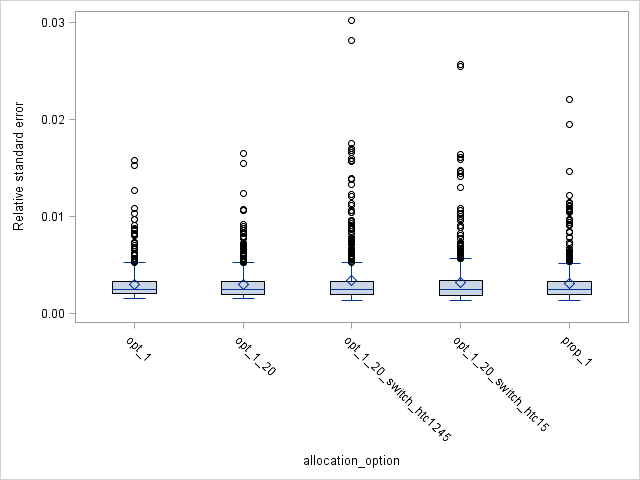 0.03
0.02
0.01
0.00
Relative standard error
opt_1
opt_1_20
opt_1_20_switch_htc1245
opt_1_20_switch_htc15
prop_1
allocation_option